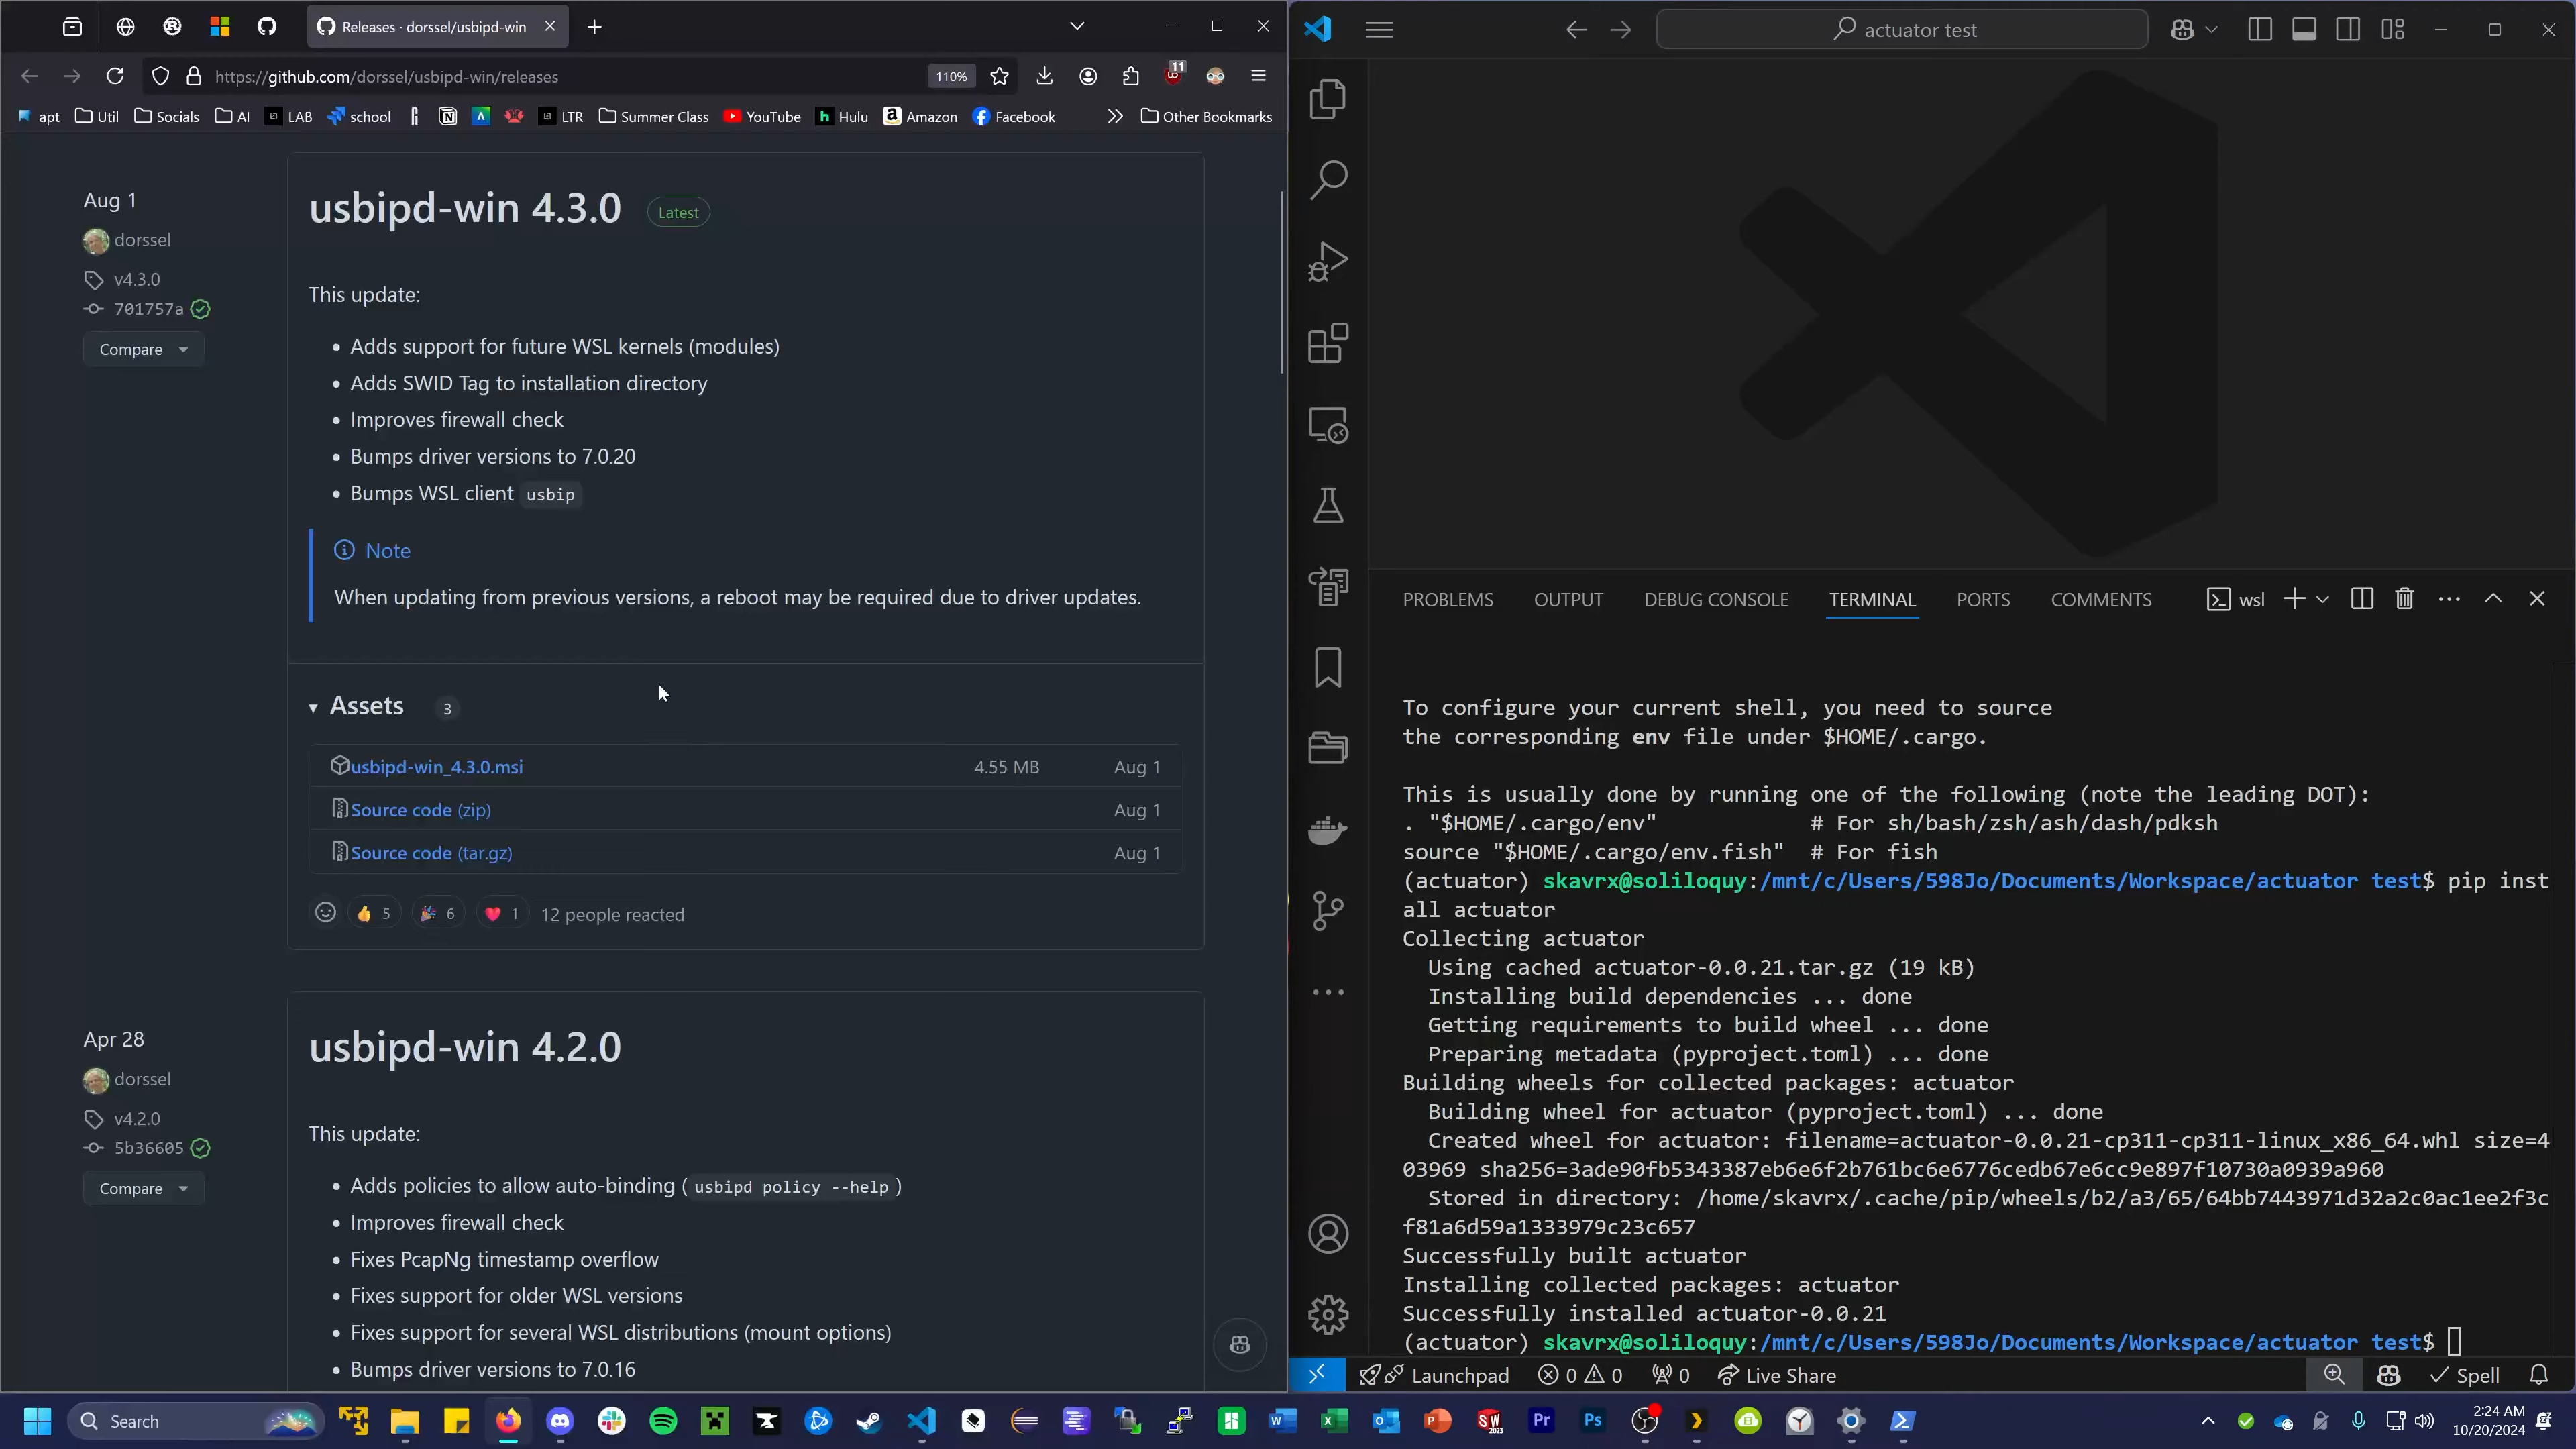 Releases · dorssel/usbipd-win
https://github.com/dorssel/usbipd-win/releases
110%
11
apt
Util
Socials
AI
LAB
school
LTR
Summer Class
YouTube
Hulu
Amazon
Facebook
Other Bookmarks
Aug 1
dorssel
v4.3.0
701757a
Compare
usbipd-win 4.3.0
Latest
This update:
• Adds support for future WSL kernels (modules)
• Adds SWID Tag to installation directory
• Improves firewall check
• Bumps driver versions to 7.0.20
• Bumps WSL client usbip
Note
When updating from previous versions, a reboot may be required due to driver updates.
Assets 3
usbipd-win_4.3.0.msi 4.55 MB Aug 1
Source code (zip) Aug 1
Source code (tar.gz) Aug 1
5 6 1 12 people reacted
Apr 28
dorssel
v4.2.0
5b36605
Compare
usbipd-win 4.2.0
This update:
• Adds policies to allow auto-binding ( usbipd policy --help )
• Improves firewall check
• Fixes PcapNg timestamp overflow
• Fixes support for older WSL versions
• Fixes support for several WSL distributions (mount options)
• Bumps driver versions to 7.0.16
actuator test
PROBLEMS OUTPUT DEBUG CONSOLE TERMINAL PORTS COMMENTS
wsl
To configure your current shell, you need to source
the corresponding env file under $HOME/.cargo.
This is usually done by running one of the following (note the leading DOT):
. "$HOME/.cargo/env" # For sh/bash/zsh/ash/dash/pdksh
source "$HOME/.cargo/env.fish" # For fish
(actuator) skavrx@soliloquy:/mnt/c/Users/598Jo/Documents/Workspace/actuator test$ pip inst
all actuator
Collecting actuator
Using cached actuator-0.0.21.tar.gz (19 kB)
Installing build dependencies ... done
Getting requirements to build wheel ... done
Preparing metadata (pyproject.toml) ... done
Building wheels for collected packages: actuator
Building wheel for actuator (pyproject.toml) ... done
Created wheel for actuator: filename=actuator-0.0.21-cp311-cp311-linux_x86_64.whl size=4
03969 sha256=3ade90fb5343387eb6e6f2b761bc6e6776cedb67e6cc9e897f10730a0939a960
Stored in directory: /home/skavrx/.cache/pip/wheels/b2/a3/65/64bb7443971d32a2c0ac1ee2f3c
f81a6d59a1333979c23c657
Successfully built actuator
Installing collected packages: actuator
Successfully installed actuator-0.0.21
(actuator) skavrx@soliloquy:/mnt/c/Users/598Jo/Documents/Workspace/actuator test$
Launchpad 0 0 0 Live Share
Spell
Search
2:24 AM
10/20/2024